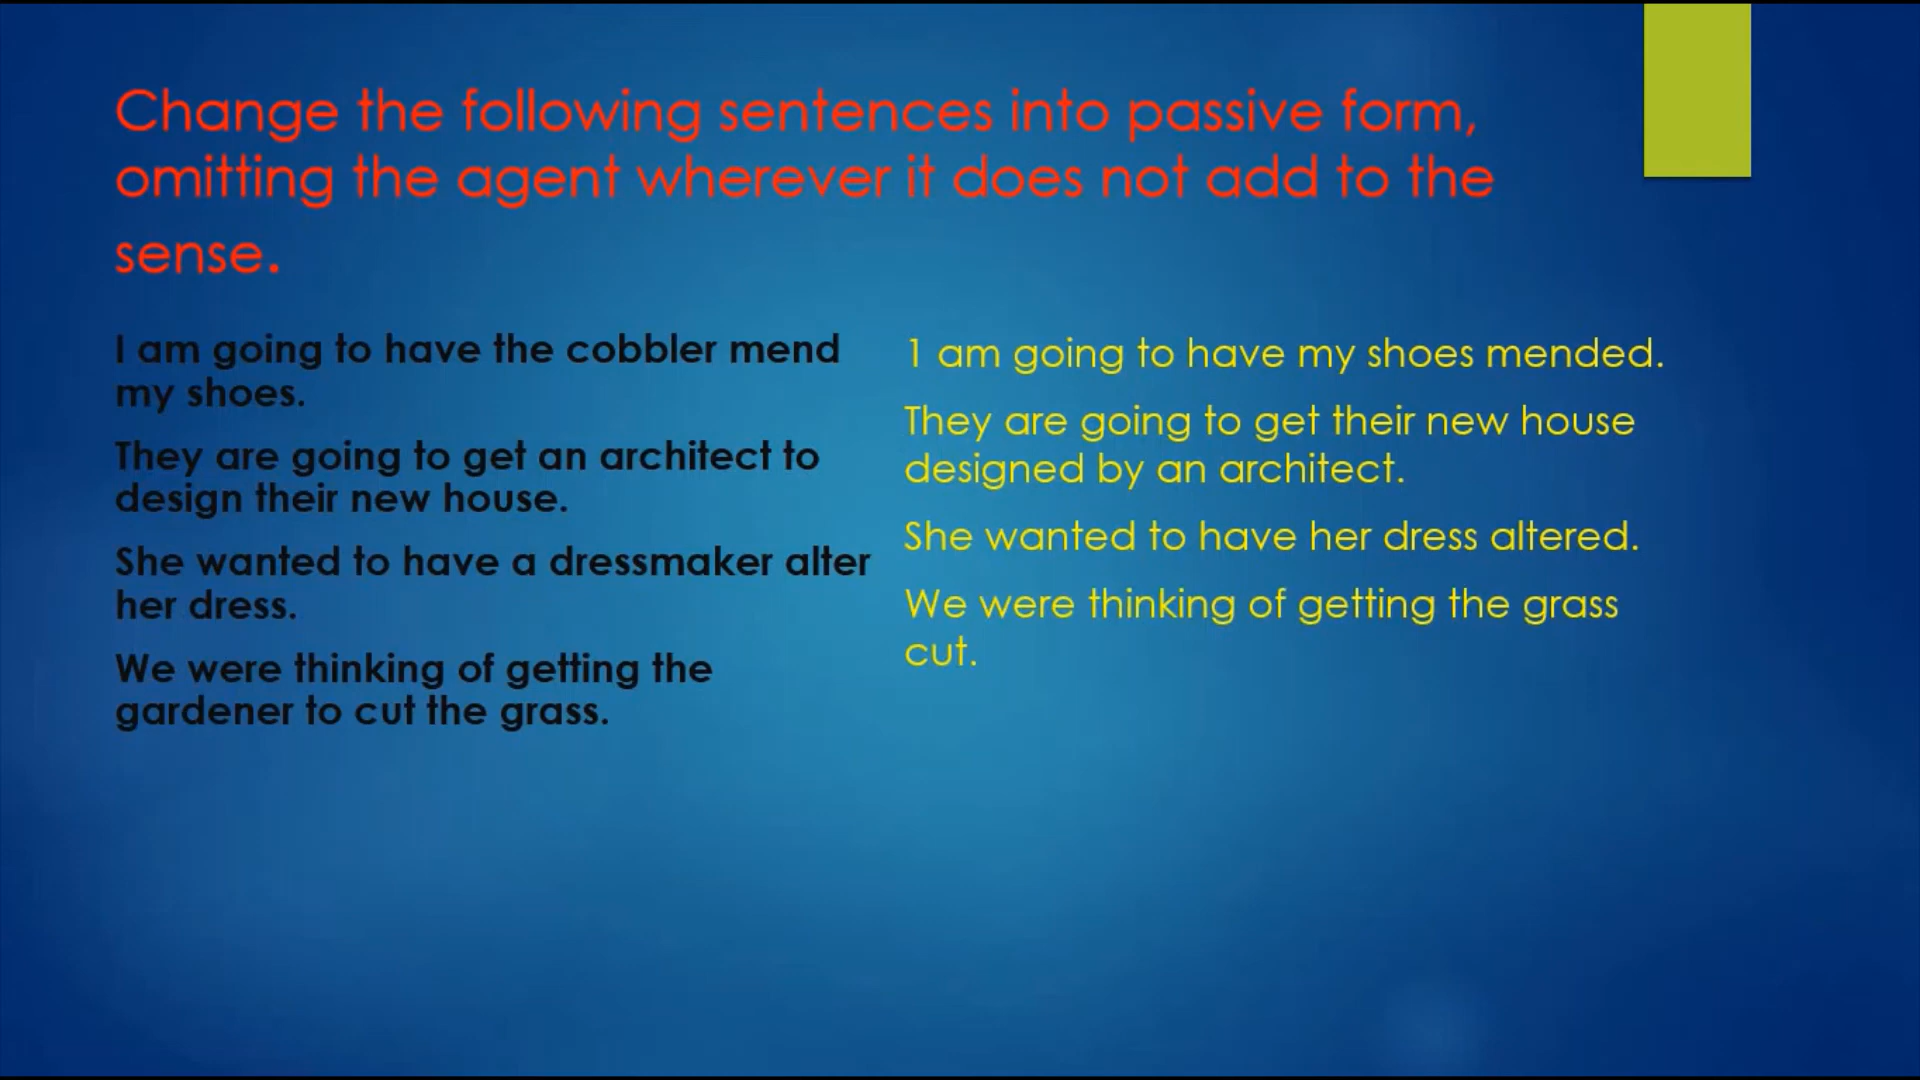 Change the following sentences into passive form,
omitting the agent wherever it does not add to the
sense.
I am going to have the cobbler mend
my shoes.
They are going to get an architect to
design their new house.
She wanted to have a dressmaker alter
her dress.
We were thinking of getting the
gardener to cut the grass.
1 am going to have my shoes mended.
They are going to get their new house
designed by an architect.
She wanted to have her dress altered.
We were thinking of getting the grass
cut.